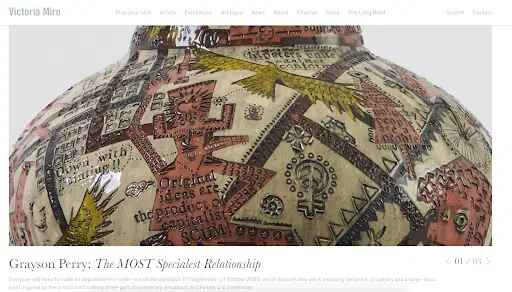 Victoria Miro
Plan your visit Artists Exhibitions Art Fairs News About Channel Store The Long Read Search Contact
Down with
painting!!
Original
ideas are
the product of
capitalist
SCUM!
Grayson Perry: The MOST Specialest Relationship
01 / 03
Everyone will need to make an appointment in order to visit the exhibition (15 September–31 October 2020), which features new work including ceramics, a tapestry and a large-scale
print inspired by the artist's forthcoming three-part documentary, broadcast on Channel 4 in September.